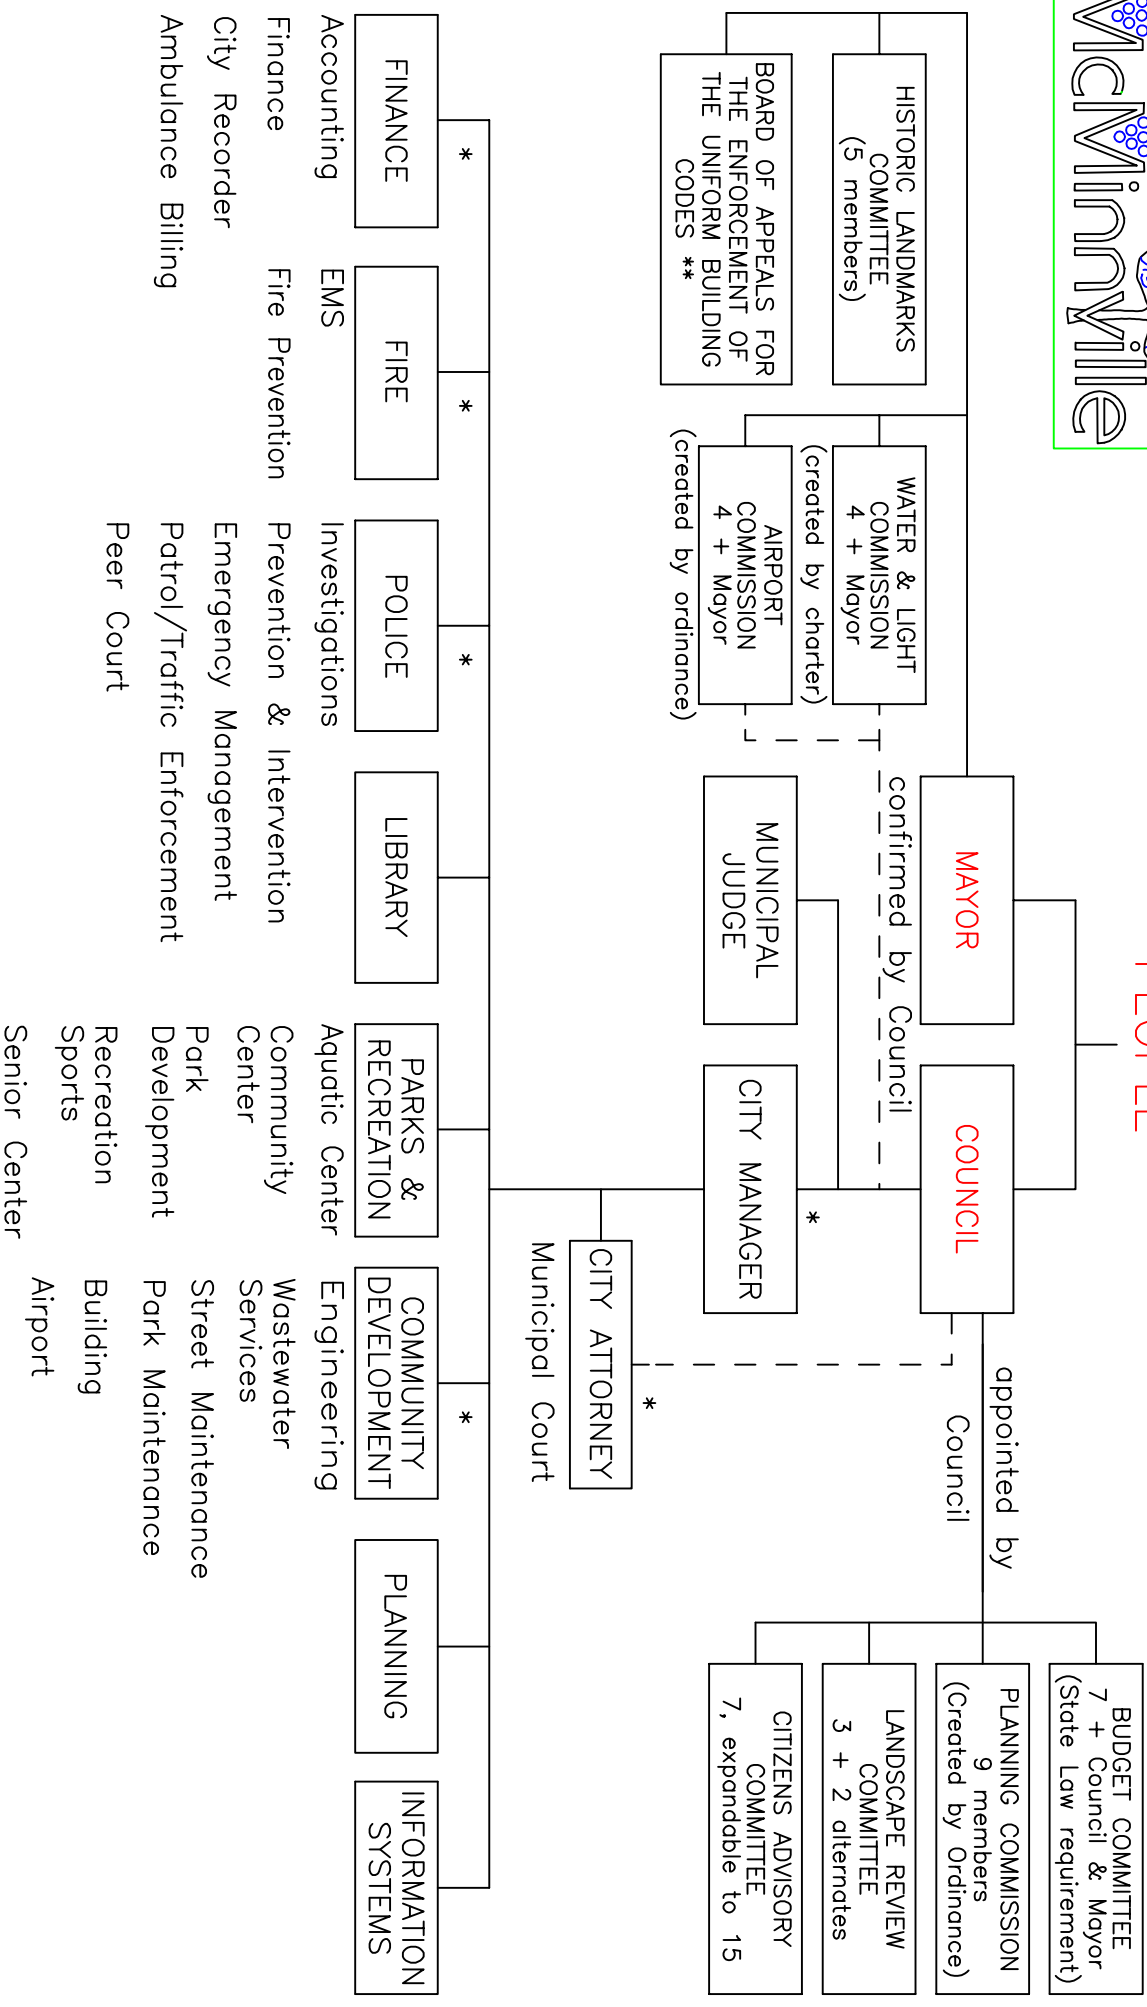 McMinnville
PEOPLE
MAYOR
COUNCIL
appointed by
Council
BUDGET COMMITTEE
7 + Council & Mayor
(State Law requirement)
PLANNING COMMISSION
9 members
(Created by Ordinance)
LANDSCAPE REVIEW
COMMITTEE
3 + 2 alternates
CITIZENS ADVISORY
COMMITTEE
7, expandable to 15
HISTORIC LANDMARKS
COMMITTEE
(5 members)
BOARD OF APPEALS FOR
THE ENFORCEMENT OF
THE UNIFORM BUILDING
CODES **
WATER & LIGHT
COMMISSION
4 + Mayor
(created by charter)
AIRPORT
COMMISSION
4 + Mayor
(created by ordinance)
confirmed by Council
MUNICIPAL
JUDGE
*
CITY MANAGER
*
CITY ATTORNEY
Municipal Court
*
FINANCE
Accounting
Finance
City Recorder
Ambulance Billing
*
FIRE
EMS
Fire Prevention
*
POLICE
Investigations
Prevention & Intervention
Emergency Management
Patrol/Traffic Enforcement
Peer Court
LIBRARY
PARKS &
RECREATION
Aquatic Center
Community
Center
Park
Development
Recreation
Sports
Senior Center
*
COMMUNITY
DEVELOPMENT
Engineering
Wastewater
Services
Street Maintenance
Park Maintenance
Building
Airport
PLANNING
INFORMATION
SYSTEMS